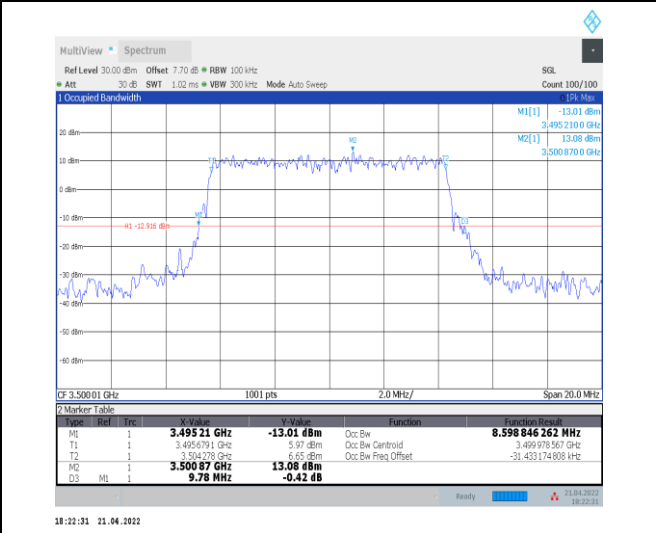 MultiView Spectrum
Ref Level 30.00 dBm Offset 7.70 dB RBW 100 kHz SGL
Att 30 dB SWT 1.02 ms VBW 300 kHz Mode Auto Sweep Count 100/100
1 Occupied Bandwidth 1Pk Max
M1[1] -13.01 dBm
3.4952100 GHz
M2[1] 13.08 dBm
3.5008700 GHz
M2
20 dBm
10 dBm
T1
T2
0 dBm
-10 dBm
M1
D3
H1 -12.916 dBm
-20 dBm
-30 dBm
-40 dBm
-50 dBm
-60 dBm
CF 3.50001 GHz 1001 pts 2.0 MHz/ Span 20.0 MHz
2 Marker Table
Type Ref Trc X-Value Y-Value Function Function Result
M1 1 3.49521 GHz -13.01 dBm Occ Bw 8.598 846 262 MHz
T1 1 3.4956791 GHz 5.97 dBm Occ Bw Centroid 3.499 978 567 GHz
T2 1 3.504278 GHz 6.65 dBm Occ Bw Freq Offset -31.433174808 kHz
M2 1 3.50087 GHz 13.08 dBm
D3 M1 1 9.78 MHz -0.42 dB
Ready 21.04.2022
18:22:31
18:22:31 21.04.2022